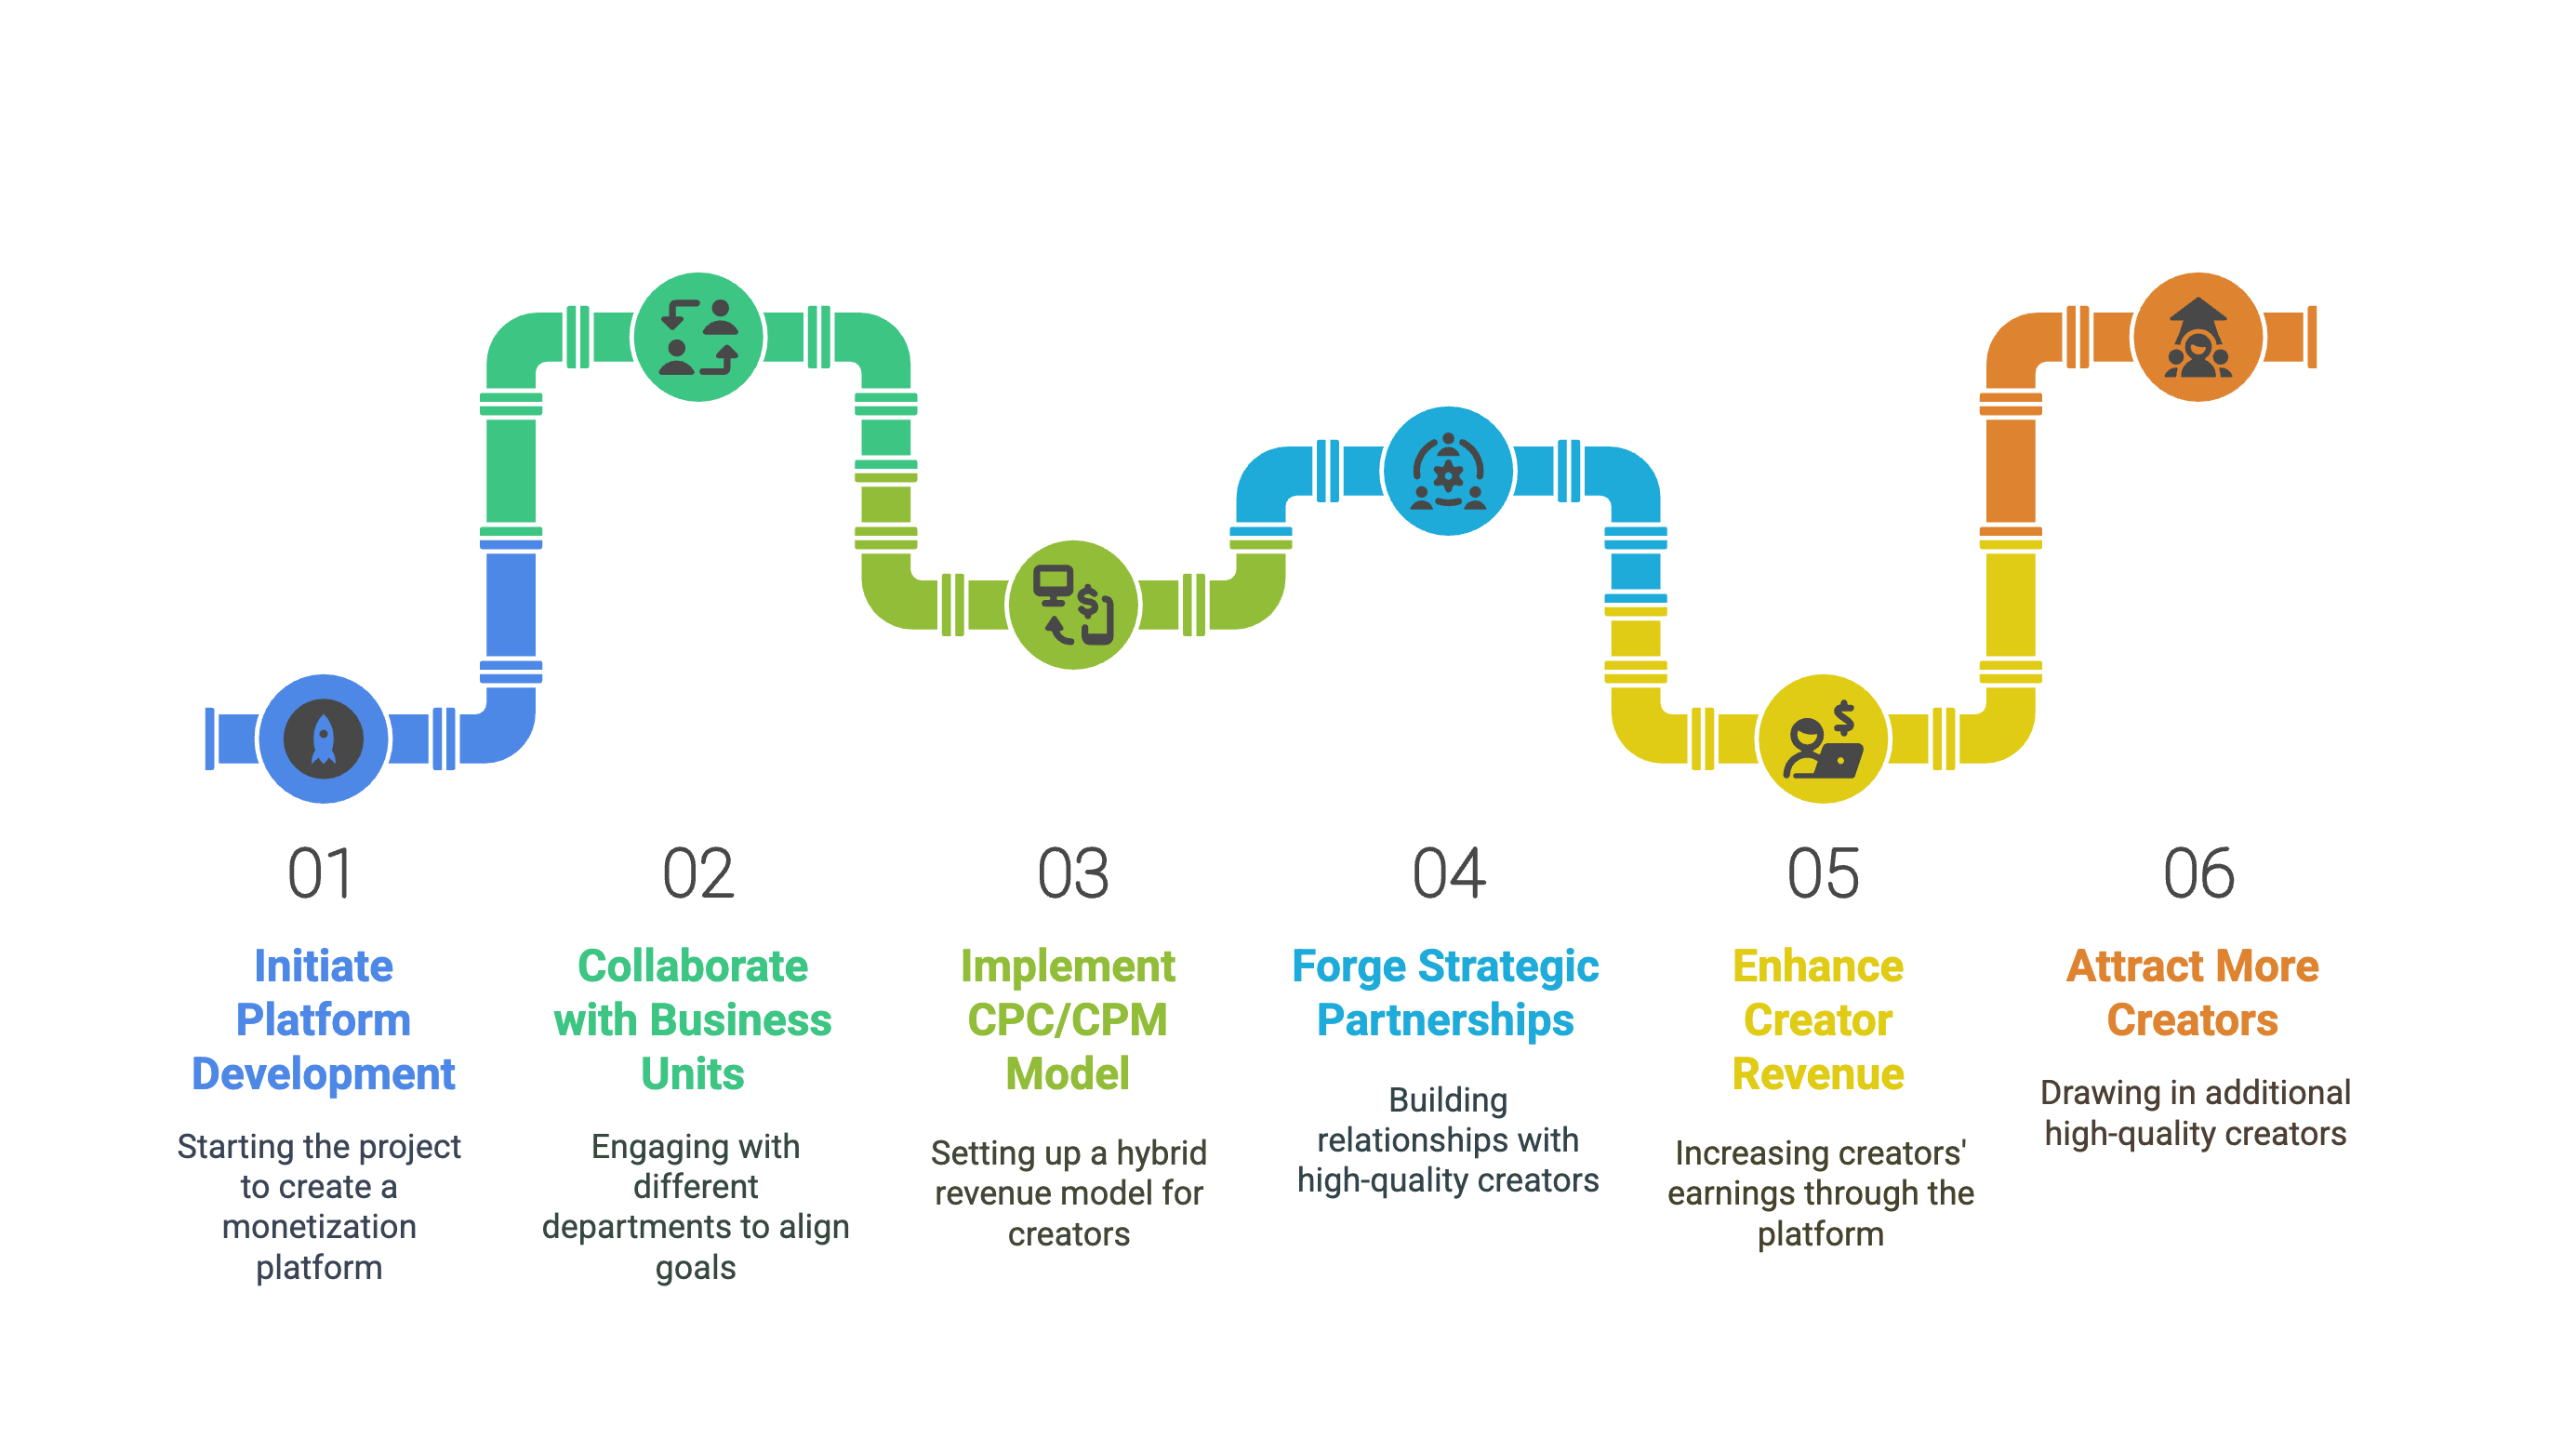 01
Initiate
Platform
Development
Starting the project
to create a
monetization
platform
02
Collaborate
with Business
Units
Engaging with
different
departments to align
goals
03
Implement
CPC/CPM
Model
Setting up a hybrid
revenue model for
creators
04
Forge Strategic
Partnerships
Building
relationships with
high-quality creators
05
Enhance
Creator
Revenue
Increasing creators'
earnings through the
platform
06
Attract More
Creators
Drawing in additional
high-quality creators